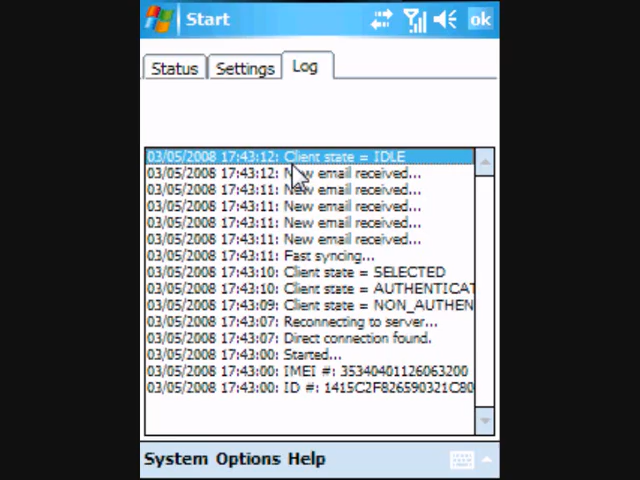 Start
ok
Status Settings Log
03/05/2008 17:43:12: Client state = IDLE
03/05/2008 17:43:12: New email received...
03/05/2008 17:43:11: New email received...
03/05/2008 17:43:11: New email received...
03/05/2008 17:43:11: New email received...
03/05/2008 17:43:11: New email received...
03/05/2008 17:43:11: Fast syncing...
03/05/2008 17:43:10: Client state = SELECTED
03/05/2008 17:43:10: Client state = AUTHENTICAT
03/05/2008 17:43:09: Client state = NON_AUTHEN
03/05/2008 17:43:07: Reconnecting to server...
03/05/2008 17:43:07: Direct connection found.
03/05/2008 17:43:00: Started...
03/05/2008 17:43:00: IMEI #: 35340401126063200
03/05/2008 17:43:00: ID #: 1415C2F826590321C80
System Options Help